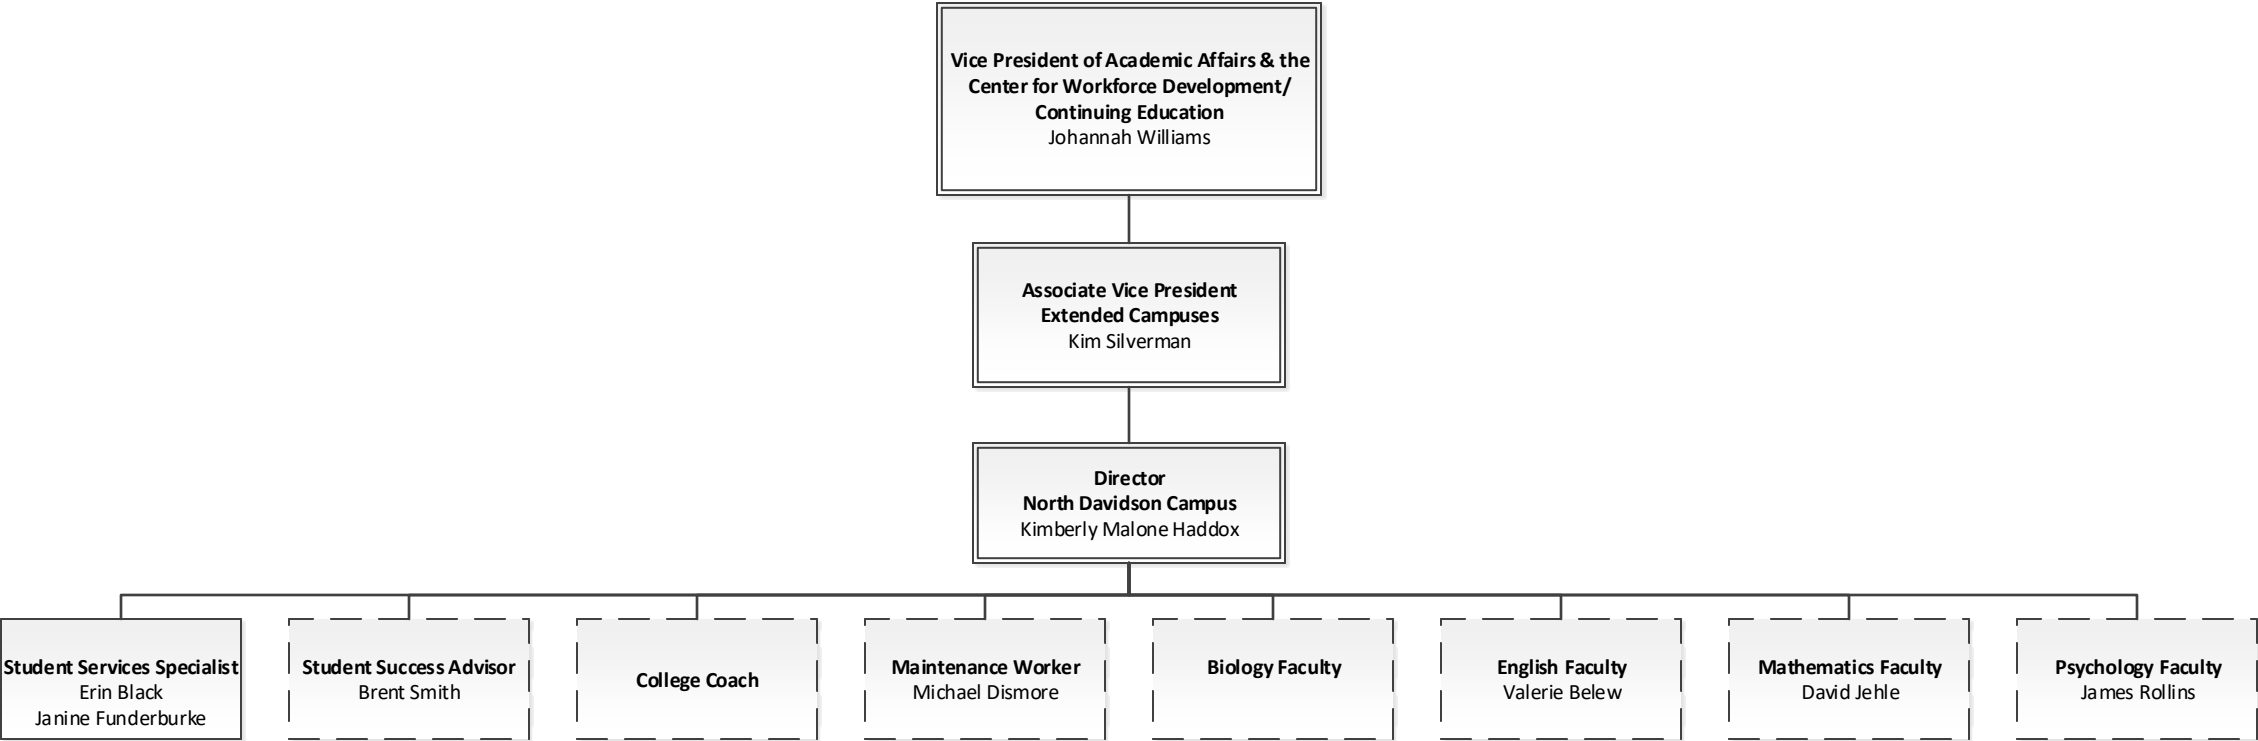 Vice President of Academic Affairs & the
Center for Workforce Development/
Continuing Education
Johannah Williams
Associate Vice President
Extended Campuses
Kim Silverman
Director
North Davidson Campus
Kimberly Malone Haddox
Student Services Specialist
Erin Black
Janine Funderburke
Student Success Advisor
Brent Smith
College Coach
Maintenance Worker
Michael Dismore
Biology Faculty
English Faculty
Valerie Belew
Mathematics Faculty
David Jehle
Psychology Faculty
James Rollins